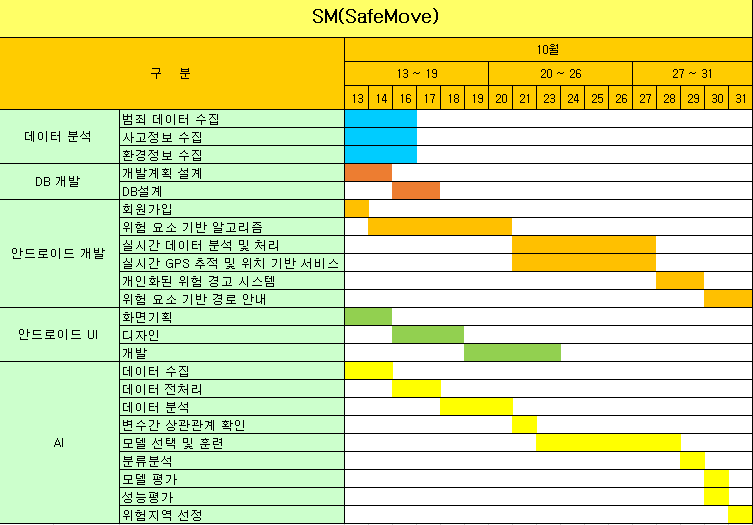 SM(SafeMove)
구 분
10월
13 ~ 19
20 ~ 26
27 ~ 31
13 14 16 17 18 19 20 21 23 24 25 26 27 28 29 30 31
데이터 분석
범죄 데이터 수집
사고정보 수집
환경정보 수집
DB 개발
개발계획 설계
DB설계
안드로이드 개발
회원가입
위험 요소 기반 알고리즘
실시간 데이터 분석 및 처리
실시간 GPS 추적 및 위치 기반 서비스
개인화된 위험 경고 시스템
위험 요소 기반 경로 안내
안드로이드 UI
화면기획
디자인
개발
AI
데이터 수집
데이터 전처리
데이터 분석
변수간 상관관계 확인
모델 선택 및 훈련
분류분석
모델 평가
성능평가
위험지역 선정